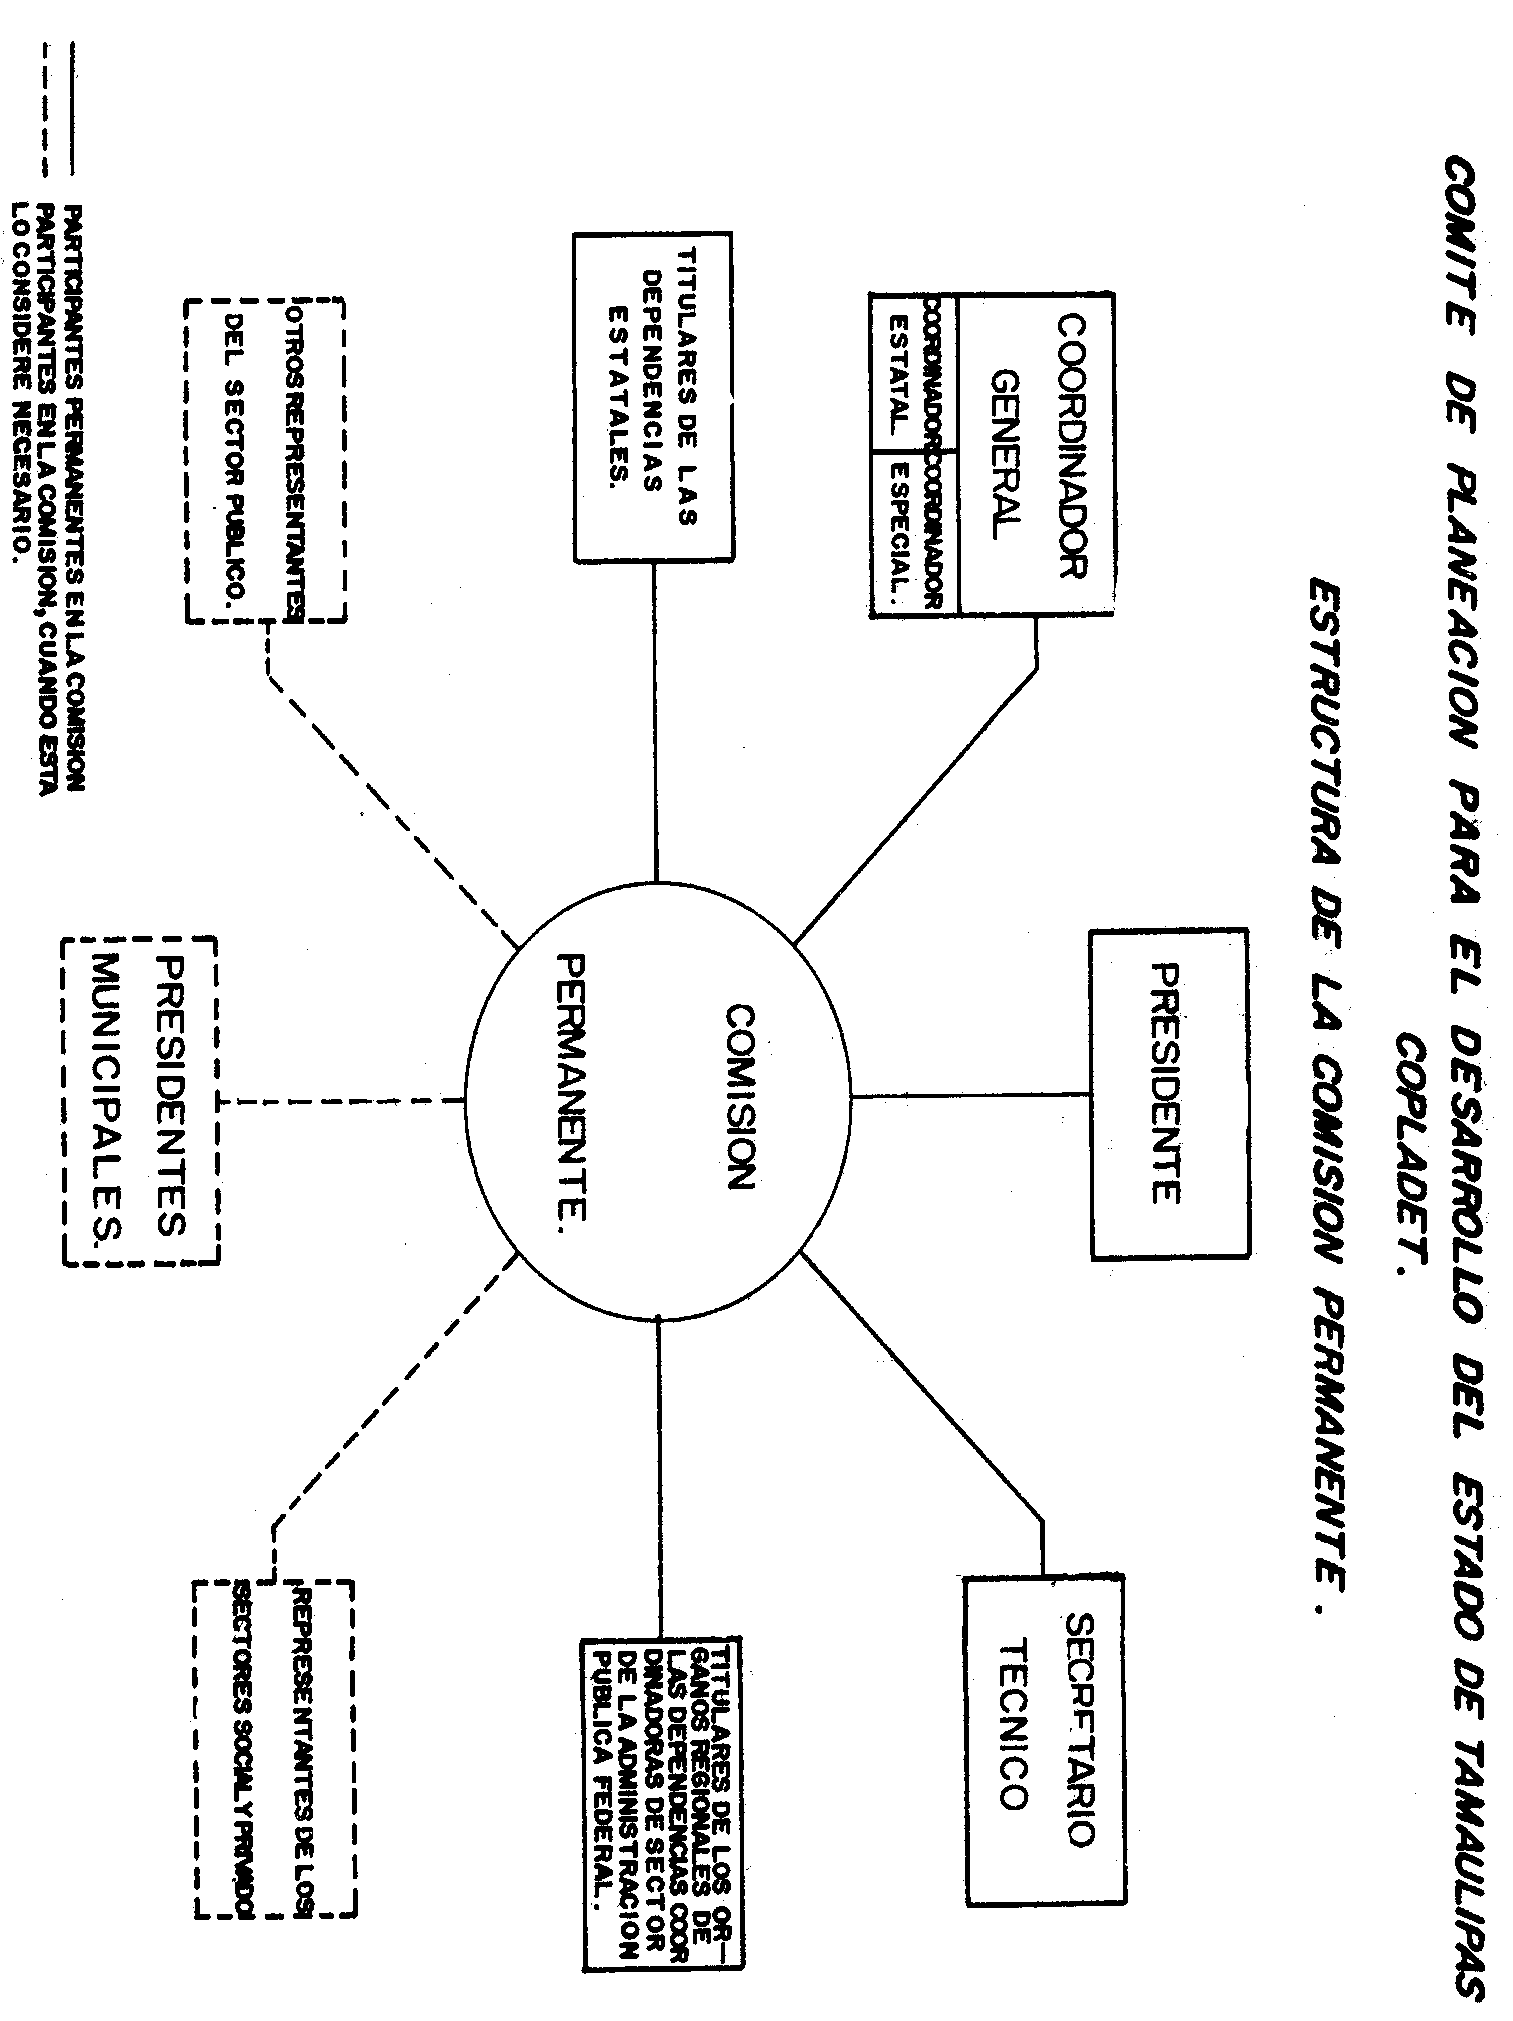 COMITE DE PLANEACION PARA EL DESARROLLO DEL ESTADO DE TAMAULIPAS
COPLADET.
ESTRUCTURA DE LA COMISION PERMANENTE.
PRESIDENTE
COORDINADOR
GENERAL
COORDINADOR
ESTATAL
COORDINADOR
ESPECIAL.
SECRETARIO
TECNICO
TITULARES DE LAS
DEPENDENCIAS
ESTATALES.
COMISION
PERMANENTE.
TITULARES DE LOS OR—
GANOS REGIONALES DE
LAS DEPENDENCIAS COOR
DINADORAS DE SECTOR
DE LA ADMINISTRACION
PUBLICA FEDERAL.
OTROS REPRESENTANTES
DEL SECTOR PUBLICO.
PRESIDENTES
MUNICIPALES.
REPRESENTANTES DE LOS
SECTORES SOCIAL Y PRIVADO
PARTICIPANTES PERMANENTES EN LA COMISION
PARTICIPANTES EN LA COMISION, CUANDO ESTA
LO CONSIDERE NECESARIO.